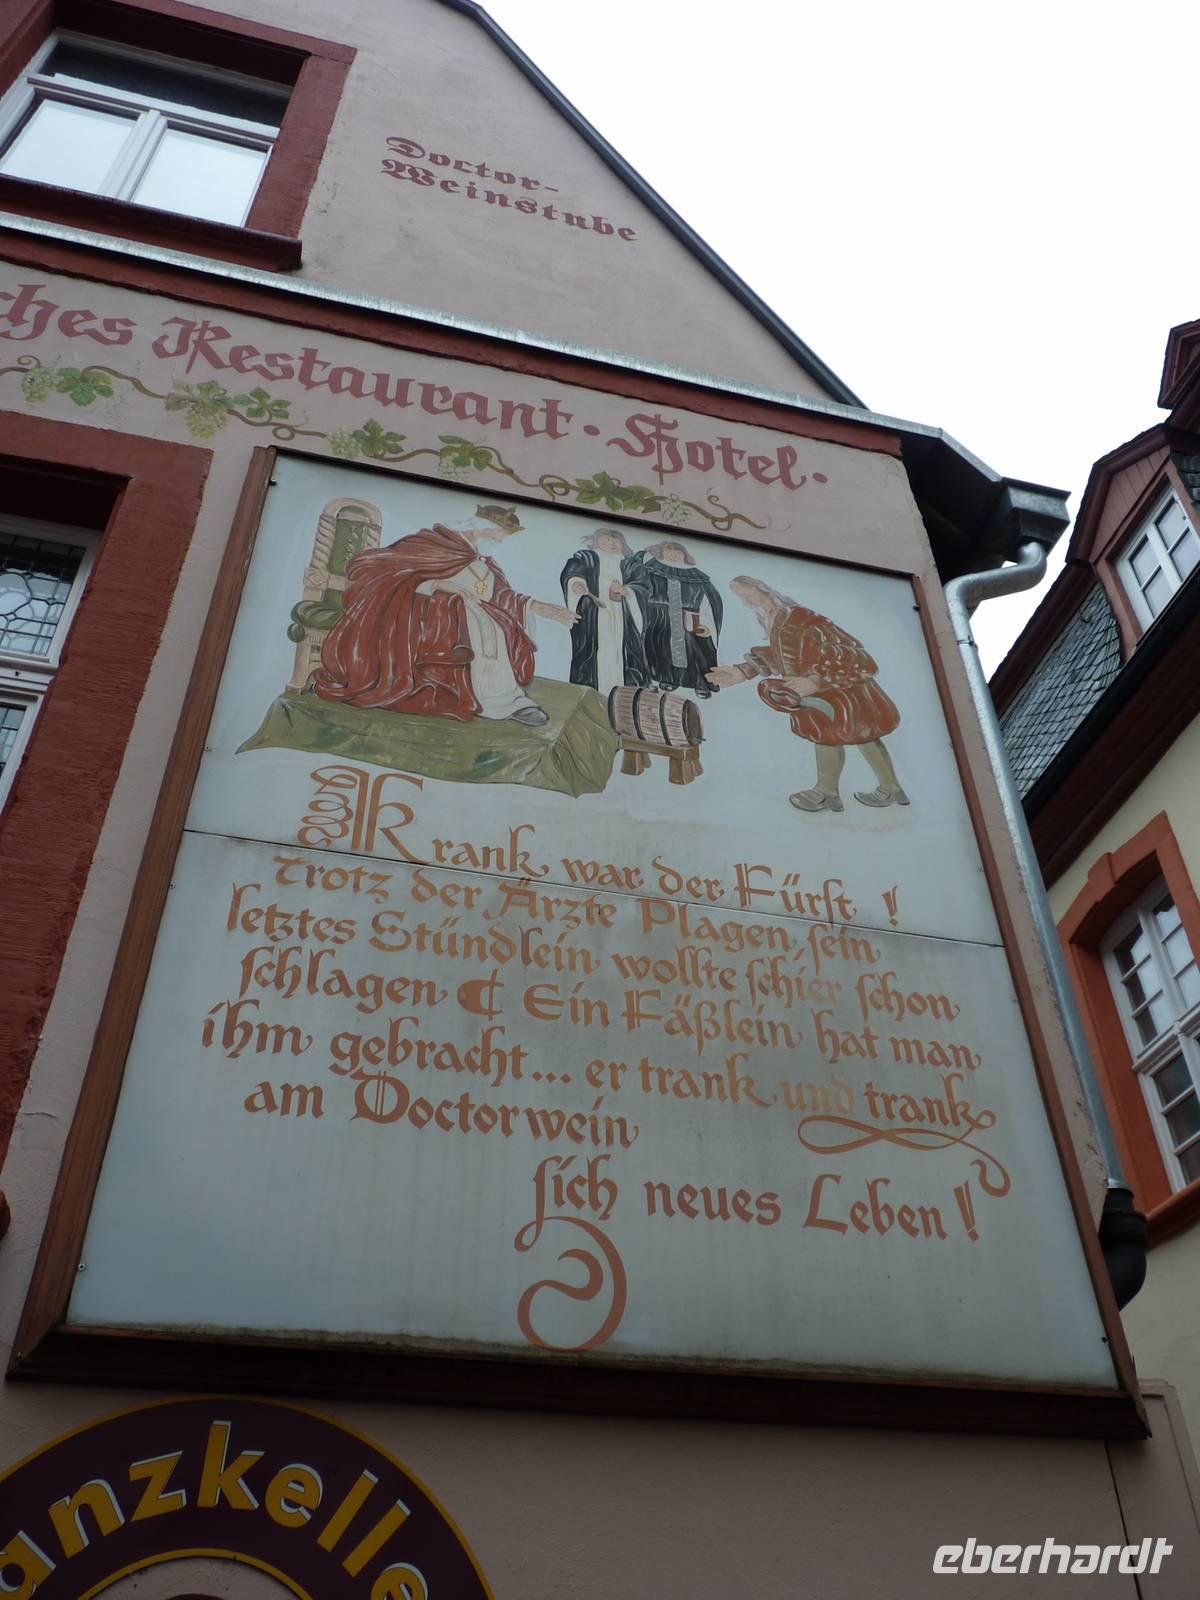 Doctor-
Weinstube
ches Restaurant · Hotel ·
Krank war der Fürst !
trotz der Ärzte Plagen, sein
letztes Stündlein wollte schier schon
schlagen ₵ Ein Fäßlein hat man
ihm gebracht... er trank und trank
am Doctorwein
sich neues Leben !
anzkelle
eberhardt